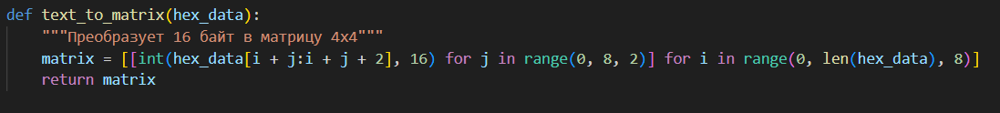 def text_to_matrix(hex_data):
    """Преобразует 16 байт в матрицу 4x4"""
    matrix = [[int(hex_data[i + j:i + j + 2], 16) for j in range(0, 8, 2)] for i in range(0, len(hex_data), 8)]
    return matrix